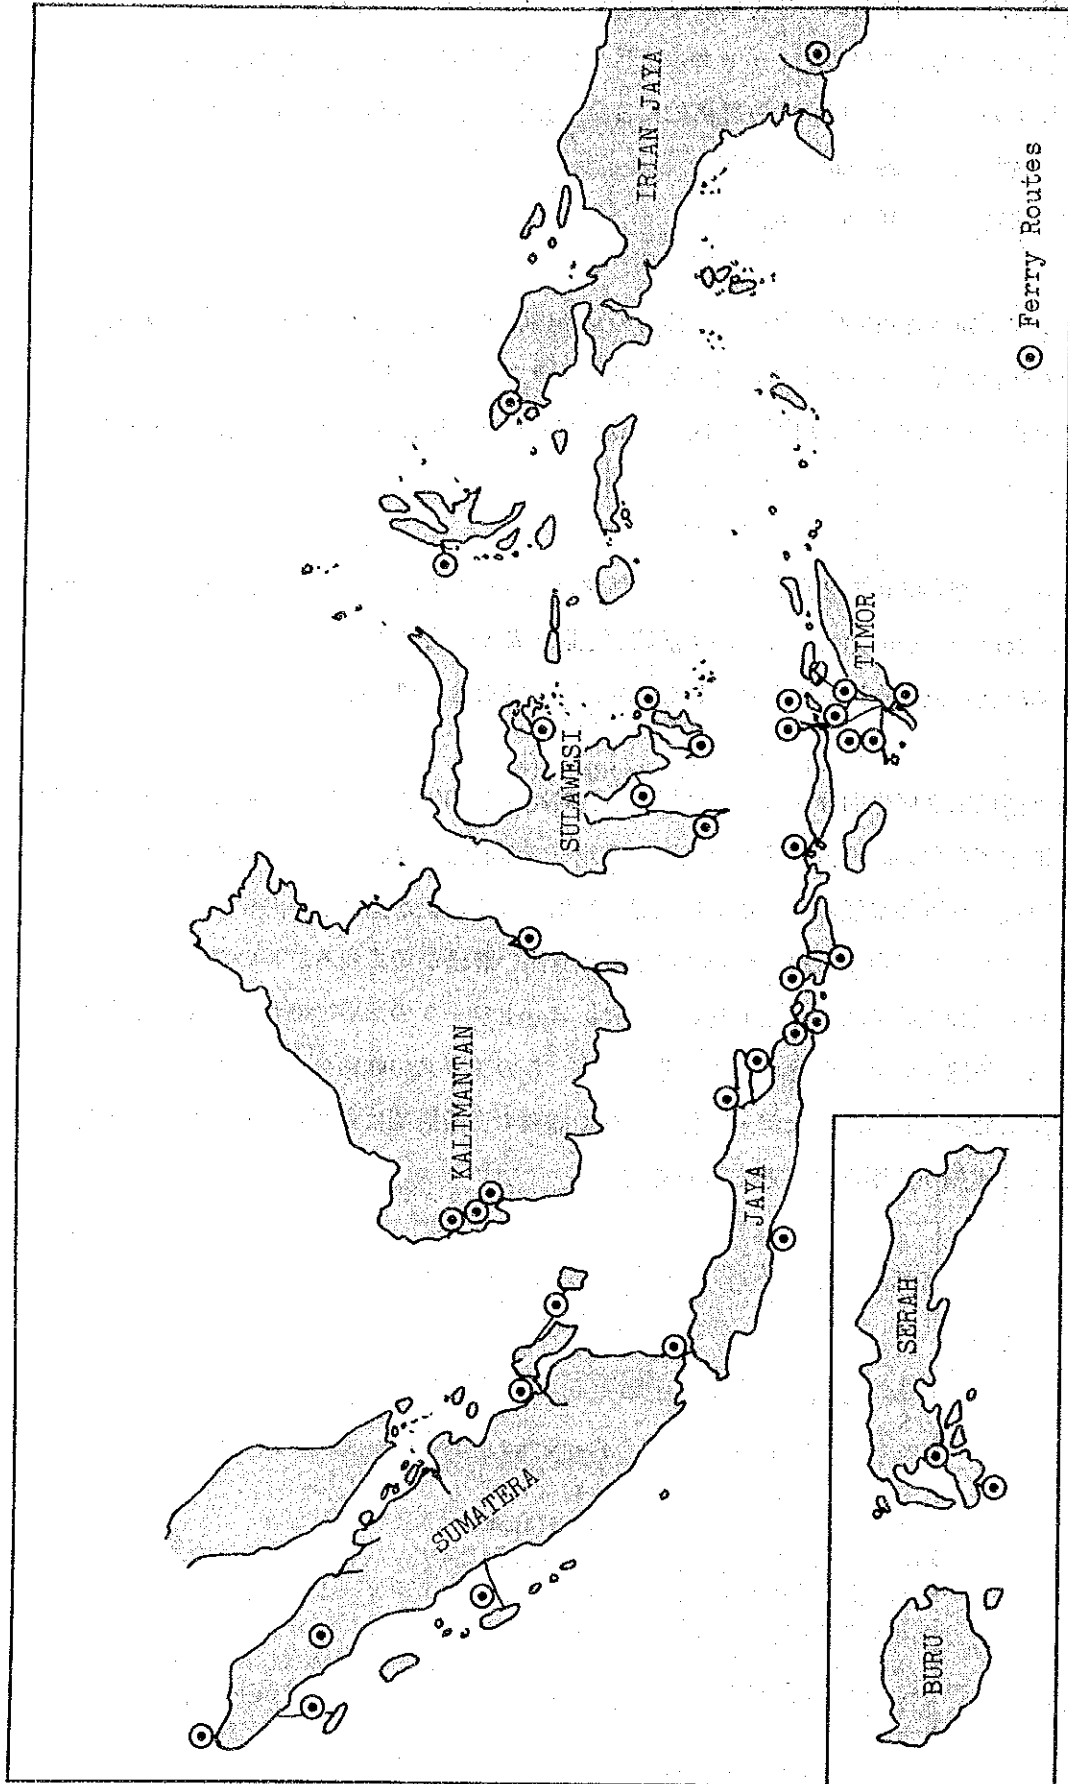 IRIAN JAYA
SULAWESI
TIMOR
KALIMANTAN
JAYA
SUMATERA
SERAH
BURU
Ferry Routes